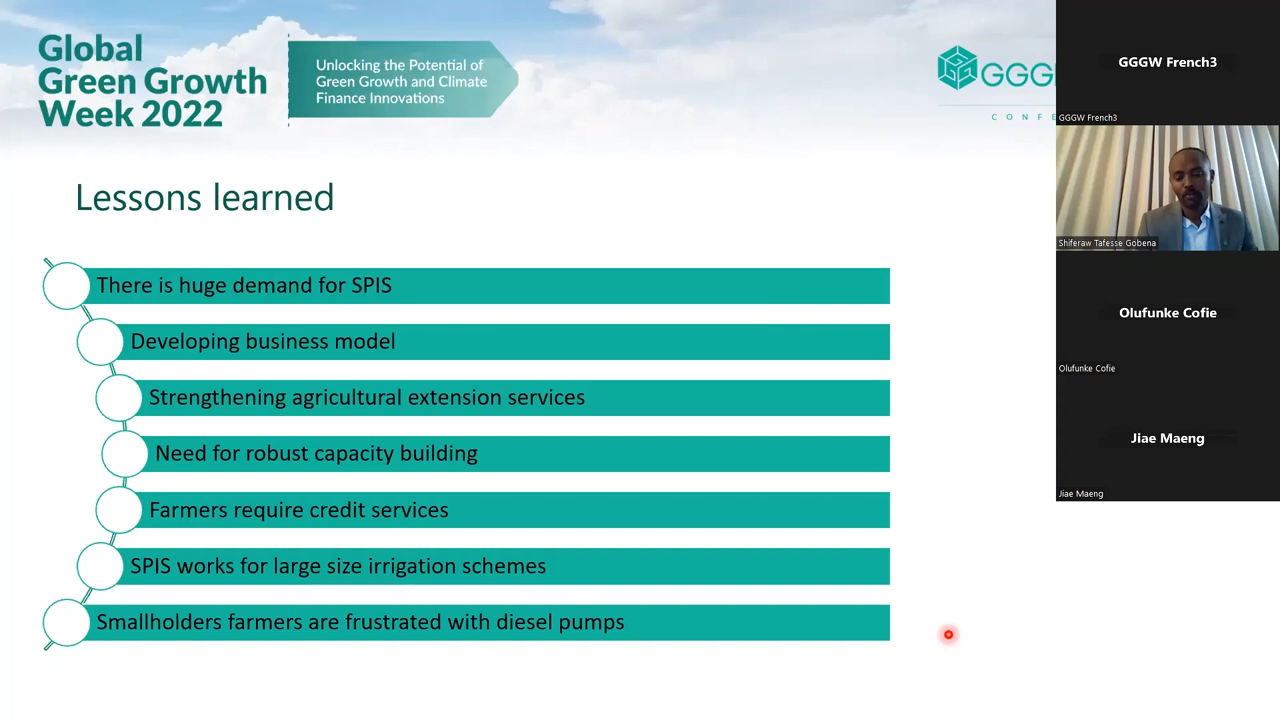 Global
Green Growth
Week 2022
Unlocking the Potential of
Green Growth and Climate
Finance Innovations
GGG
CONFE
Lessons learned
There is huge demand for SPIS
Developing business model
Strengthening agricultural extension services
Need for robust capacity building
Farmers require credit services
SPIS works for large size irrigation schemes
Smallholders farmers are frustrated with diesel pumps
GGGW French3
GGGW French3
Shiferaw Tafesse Gobena
Olufunke Cofie
Olufunke Cofie
Jiae Maeng
Jiae Maeng